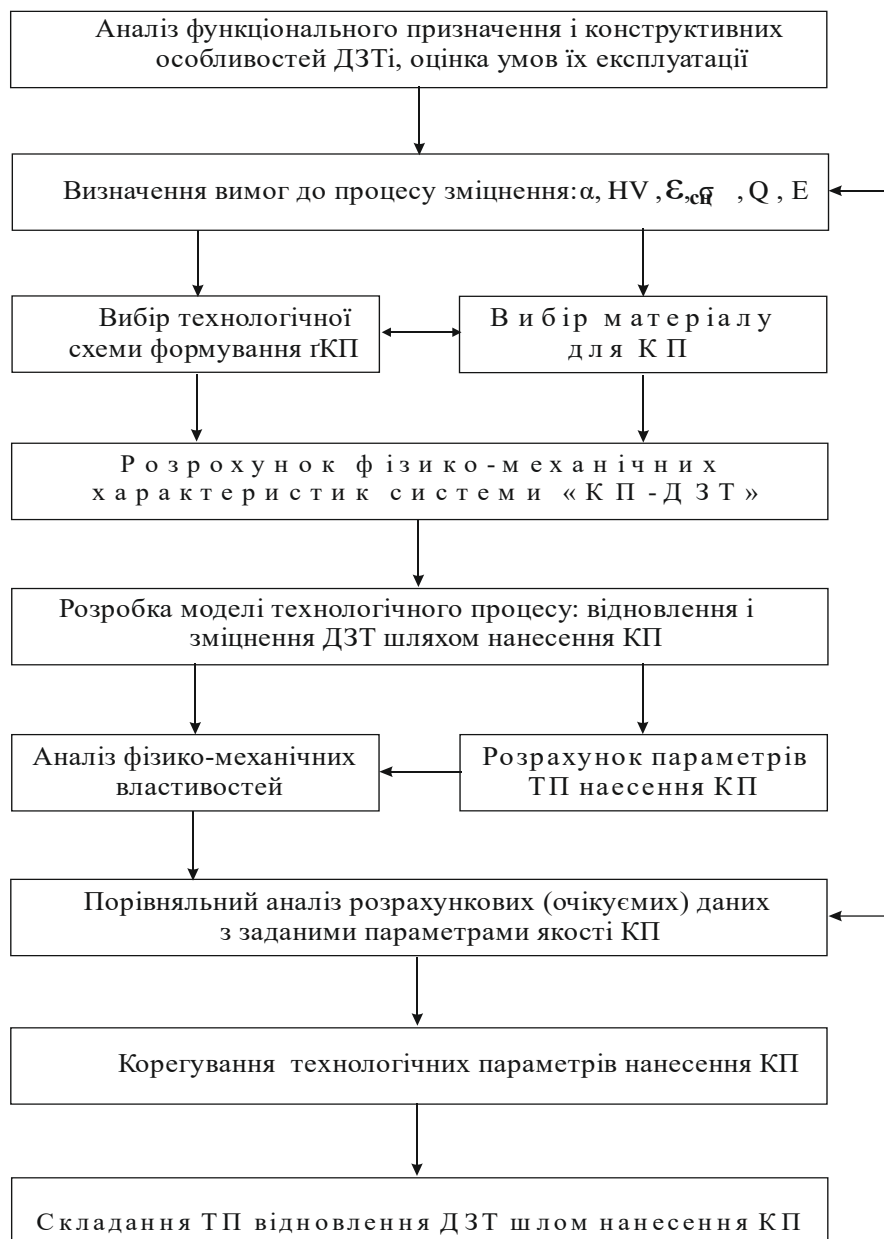 Аналіз функціонального призначення і конструктивних
особливостей ДЗТі, оцінка умов їх експлуатації
Визначення вимог до процесу зміцнення: α, HV , Ɛ, σ , Q , E
Вибір технологічної
схеми формування ґКП
Вибір матеріалу
для КП
Розрохунок фізико-механічних
характеристик системи «КП-ДЗТ»
Розробка моделі технологічного процесу: відновлення і
зміцнення ДЗТ шляхом нанесення КП
Аналіз фізико-механічних
властивостей
Розрахунок параметрів
ТП наесення КП
Порівняльний аналіз розрахункових (очікуємих) даних
з заданими параметрами якості КП
Корегування технологічних параметрів нанесення КП
Складання ТП відновлення ДЗТ шлом нанесення КП